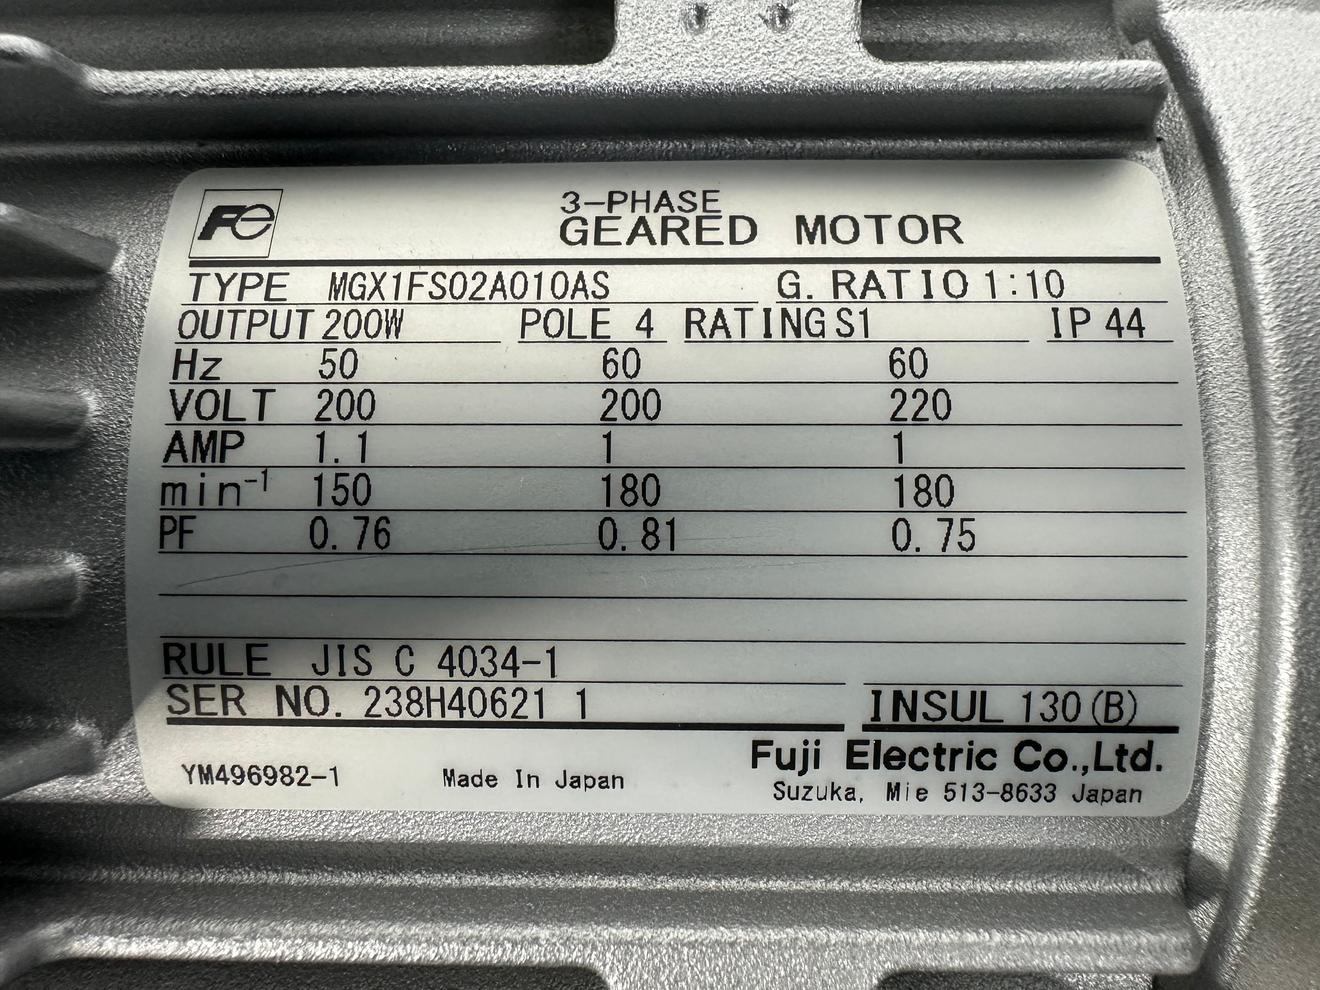 Fe
3-PHASE
GEARED MOTOR
TYPE MGX1FS02A010AS G. RATIO 1:10
OUTPUT 200W POLE 4 RATING S1 IP 44
Hz 50 60 60
VOLT 200 200 220
AMP 1.1 1 1
min⁻¹ 150 180 180
PF 0.76 0.81 0.75
RULE JIS C 4034-1
SER NO. 238H40621 1 INSUL 130(B)
YM496982-1 Made In Japan Fuji Electric Co.,Ltd.
Suzuka, Mie 513-8633 Japan